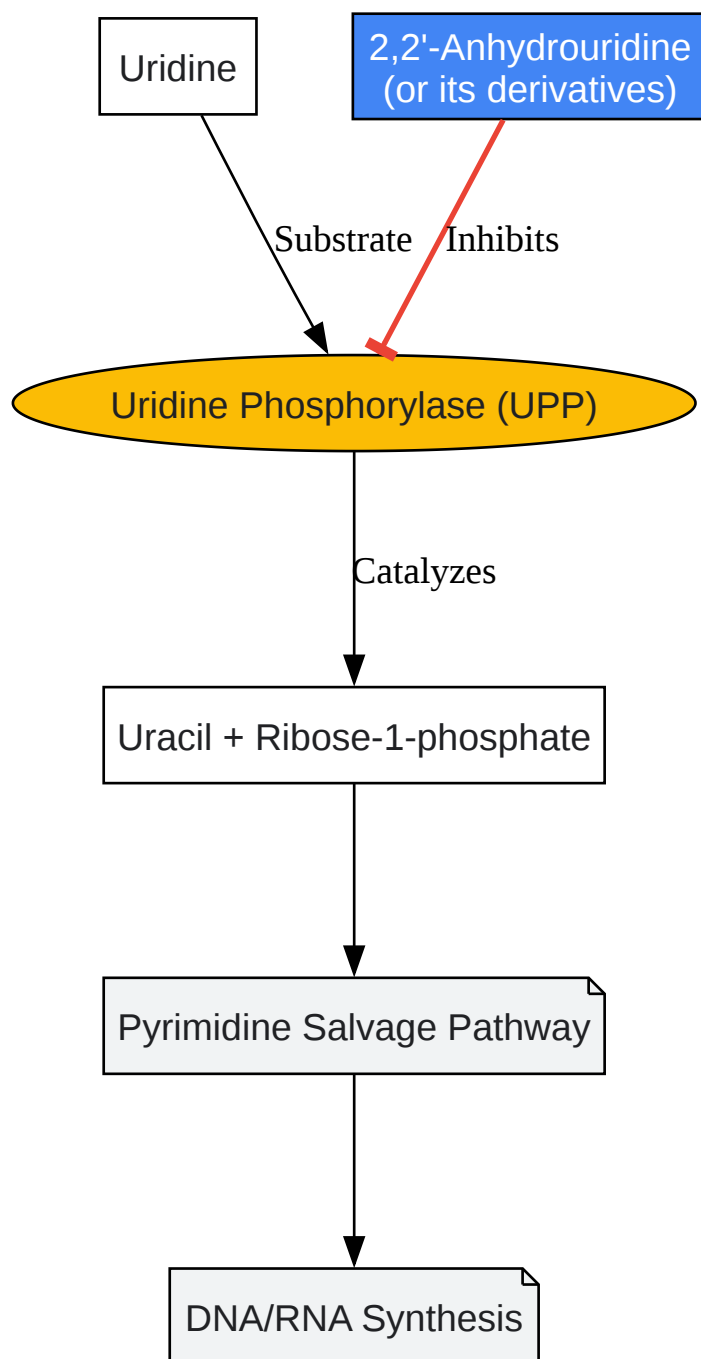 Uridine
2,2'-Anhydrouridine
(or its derivatives)
Substrate
Inhibits
Uridine Phosphorylase (UPP)
Catalyzes
Uracil + Ribose-1-phosphate
Pyrimidine Salvage Pathway
DNA/RNA Synthesis